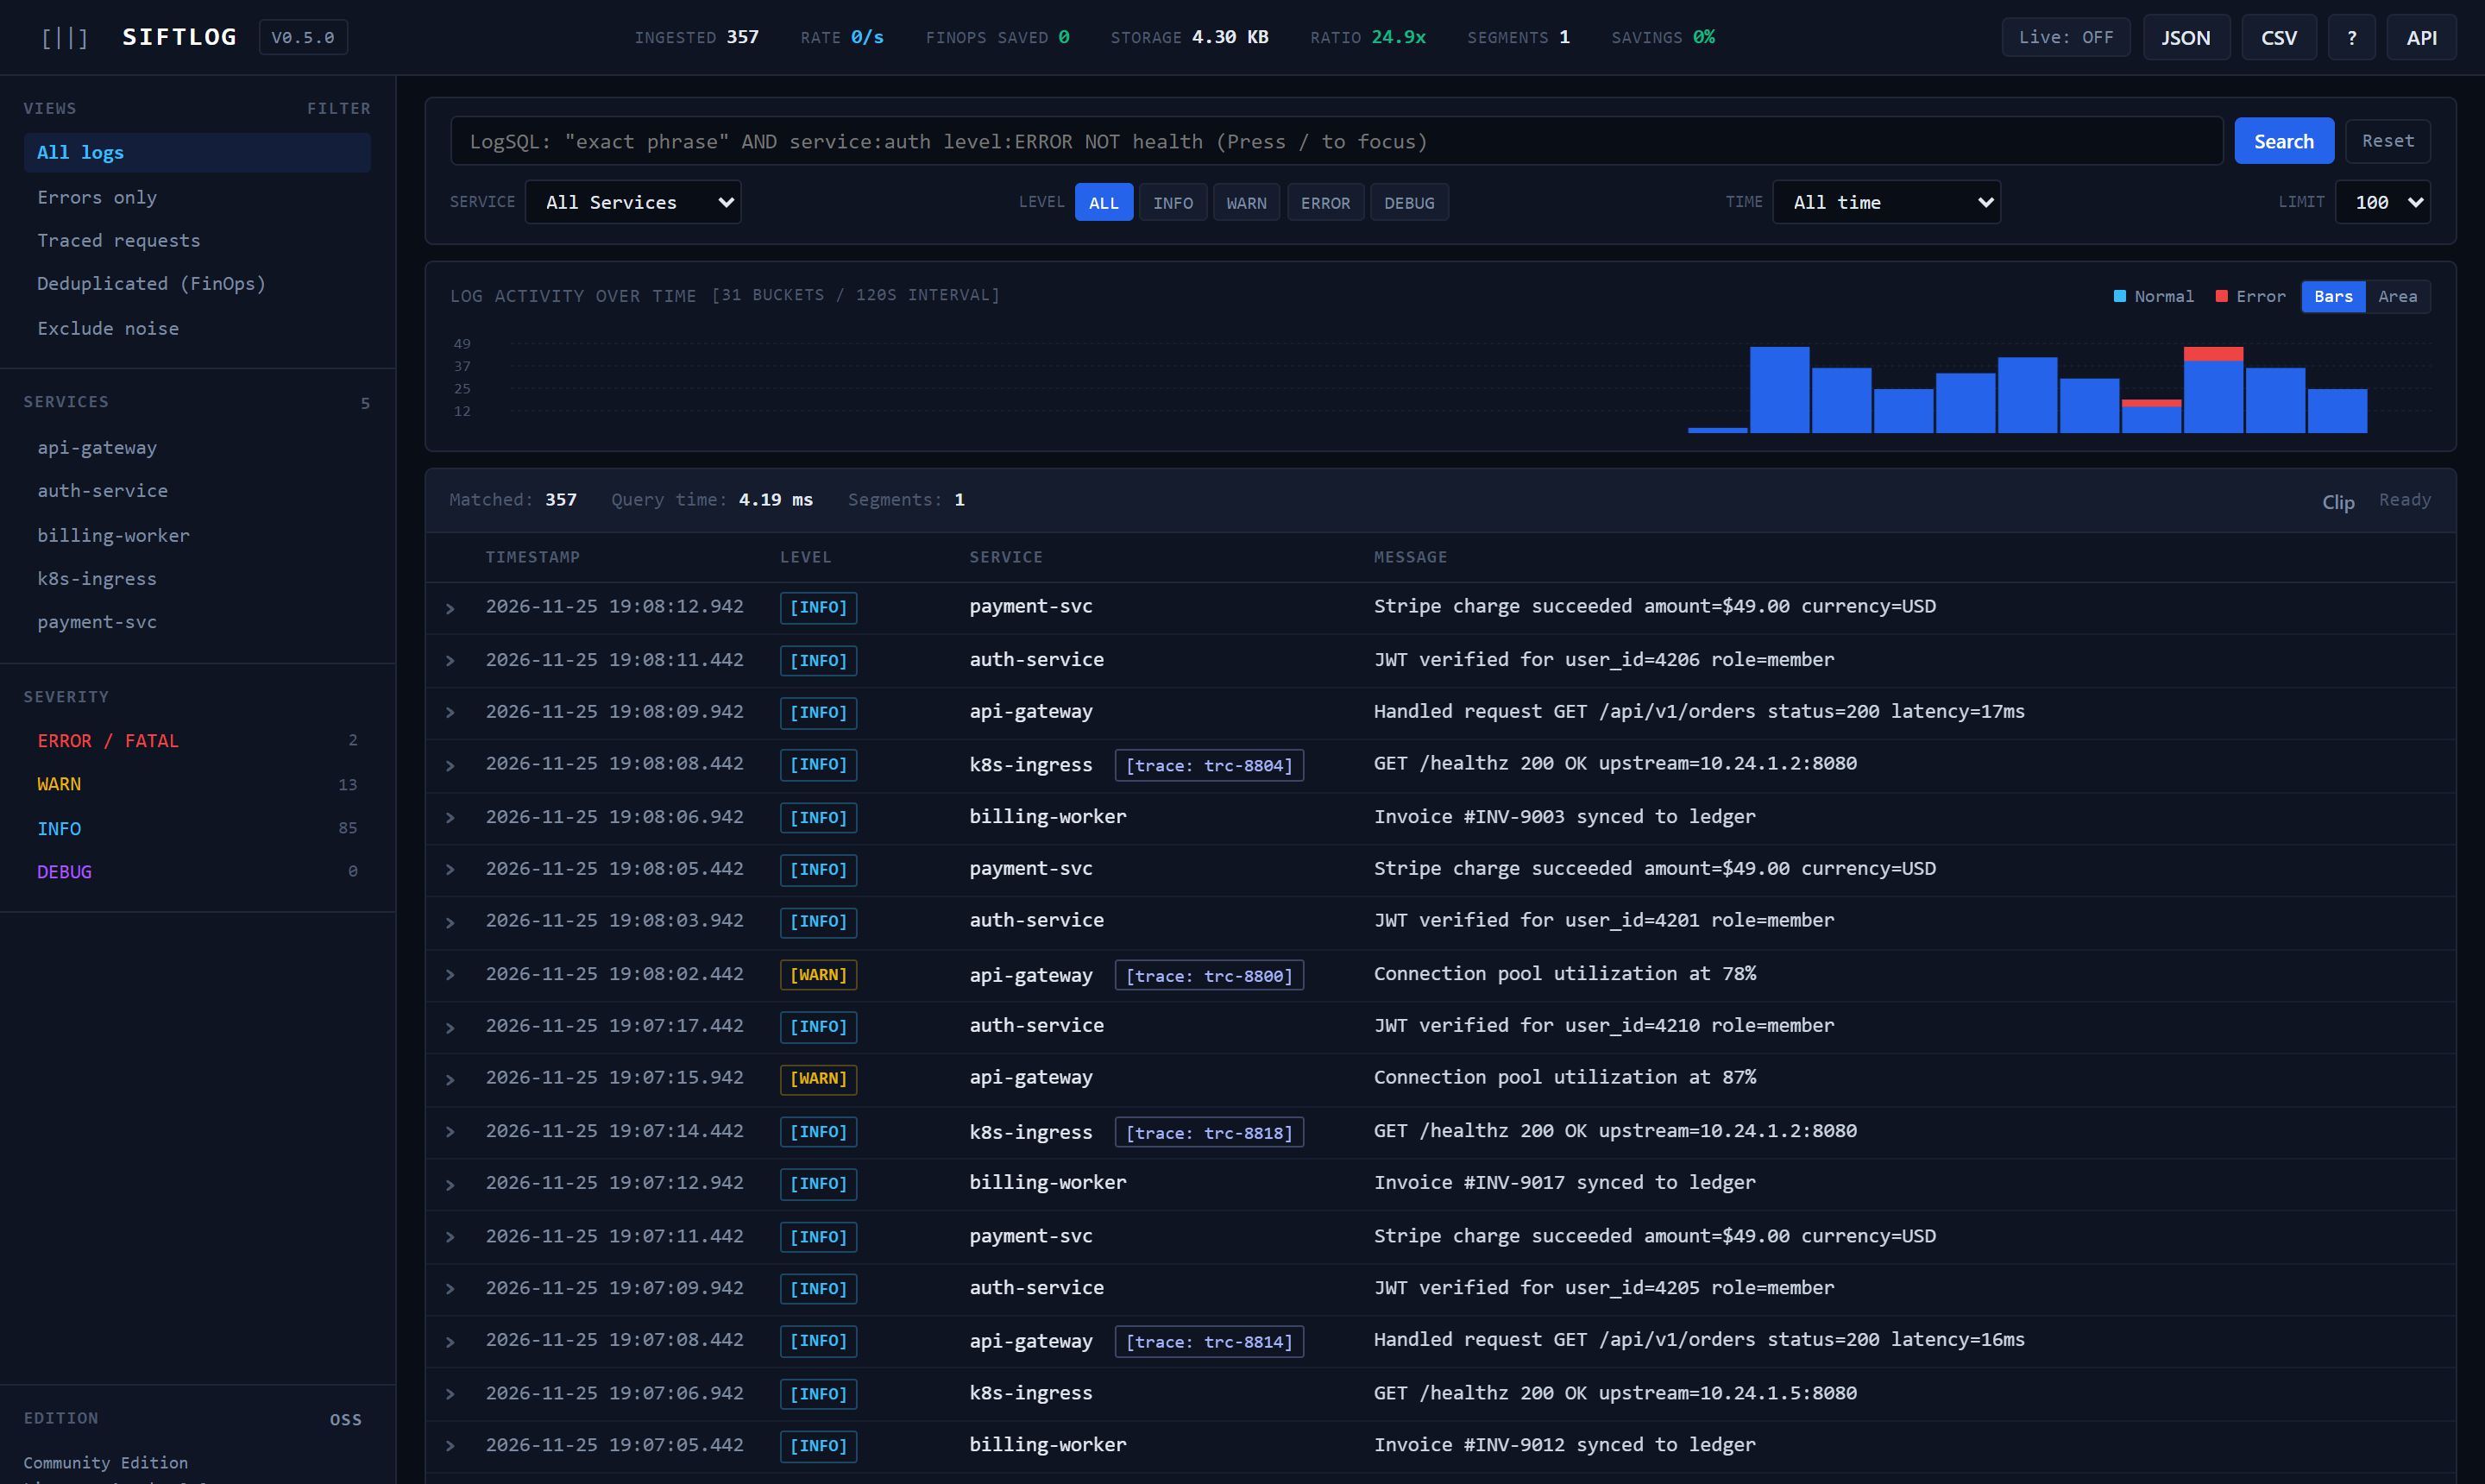 [||] SIFTLOG V0.5.0 INGESTED 357 RATE 0/s FINOPS SAVED 0 STORAGE 4.30 KB RATIO 24.9x SEGMENTS 1 SAVINGS 0% Live: OFF JSON CSV ? API
VIEWS FILTER
All logs
Errors only
Traced requests
Deduplicated (FinOps)
Exclude noise
SERVICES 5
api-gateway
auth-service
billing-worker
k8s-ingress
payment-svc
SEVERITY
ERROR / FATAL 2
WARN 13
INFO 85
DEBUG 0
EDITION OSS
Community Edition
LogSQL: "exact phrase" AND service:auth level:ERROR NOT health (Press / to focus) Search Reset
SERVICE All Services LEVEL ALL INFO WARN ERROR DEBUG TIME All time LIMIT 100
LOG ACTIVITY OVER TIME [31 BUCKETS / 120S INTERVAL] Normal Error Bars Area
49
37
25
12
Matched: 357 Query time: 4.19 ms Segments: 1 Clip Ready
TIMESTAMP LEVEL SERVICE MESSAGE
> 2026-11-25 19:08:12.942 [INFO] payment-svc Stripe charge succeeded amount=$49.00 currency=USD
> 2026-11-25 19:08:11.442 [INFO] auth-service JWT verified for user_id=4206 role=member
> 2026-11-25 19:08:09.942 [INFO] api-gateway Handled request GET /api/v1/orders status=200 latency=17ms
> 2026-11-25 19:08:08.442 [INFO] k8s-ingress [trace: trc-8804] GET /healthz 200 OK upstream=10.24.1.2:8080
> 2026-11-25 19:08:06.942 [INFO] billing-worker Invoice #INV-9003 synced to ledger
> 2026-11-25 19:08:05.442 [INFO] payment-svc Stripe charge succeeded amount=$49.00 currency=USD
> 2026-11-25 19:08:03.942 [INFO] auth-service JWT verified for user_id=4201 role=member
> 2026-11-25 19:08:02.442 [WARN] api-gateway [trace: trc-8800] Connection pool utilization at 78%
> 2026-11-25 19:07:17.442 [INFO] auth-service JWT verified for user_id=4210 role=member
> 2026-11-25 19:07:15.942 [WARN] api-gateway Connection pool utilization at 87%
> 2026-11-25 19:07:14.442 [INFO] k8s-ingress [trace: trc-8818] GET /healthz 200 OK upstream=10.24.1.2:8080
> 2026-11-25 19:07:12.942 [INFO] billing-worker Invoice #INV-9017 synced to ledger
> 2026-11-25 19:07:11.442 [INFO] payment-svc Stripe charge succeeded amount=$49.00 currency=USD
> 2026-11-25 19:07:09.942 [INFO] auth-service JWT verified for user_id=4205 role=member
> 2026-11-25 19:07:08.442 [INFO] api-gateway [trace: trc-8814] Handled request GET /api/v1/orders status=200 latency=16ms
> 2026-11-25 19:07:06.942 [INFO] k8s-ingress GET /healthz 200 OK upstream=10.24.1.5:8080
> 2026-11-25 19:07:05.442 [INFO] billing-worker Invoice #INV-9012 synced to ledger